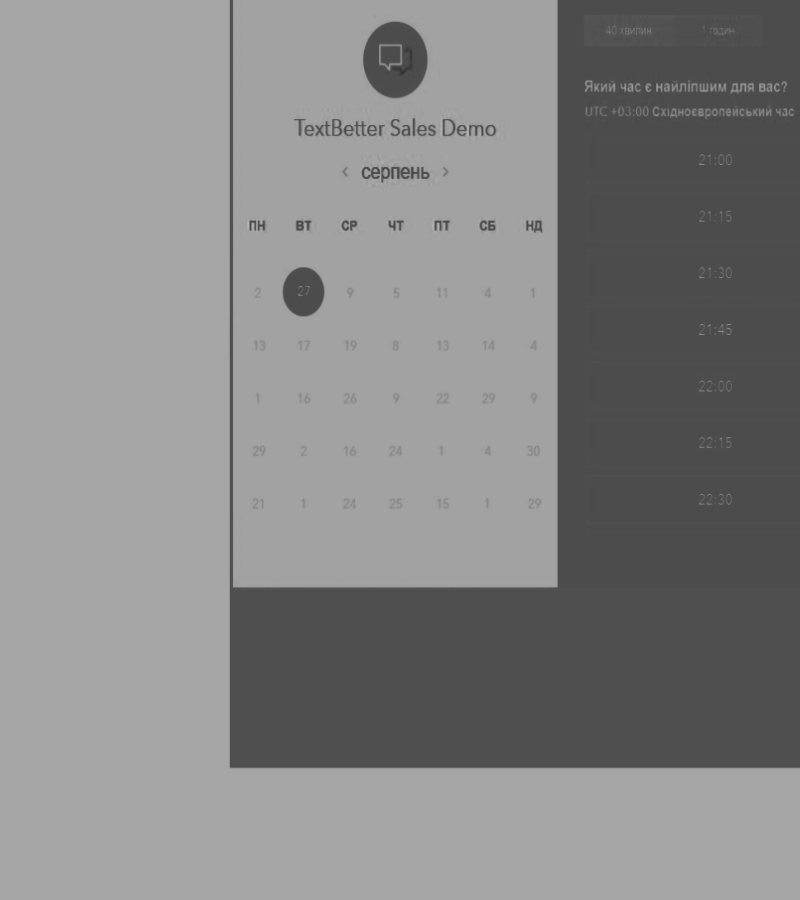 TextBetter Sales Demo
‹ серпень ›
ПН ВТ СР ЧТ ПТ СБ НД
2 27 9 5 11 4 1
13 17 19 8 13 14 4
1 16 26 9 22 29 9
29 2 16 24 1 4 30
21 1 24 25 15 1 29
40 хвилин 1 годин
Який час є найліпшим для вас?
UTC +03:00 Східноєвропейський час
21:00
21:15
21:30
21:45
22:00
22:15
22:30